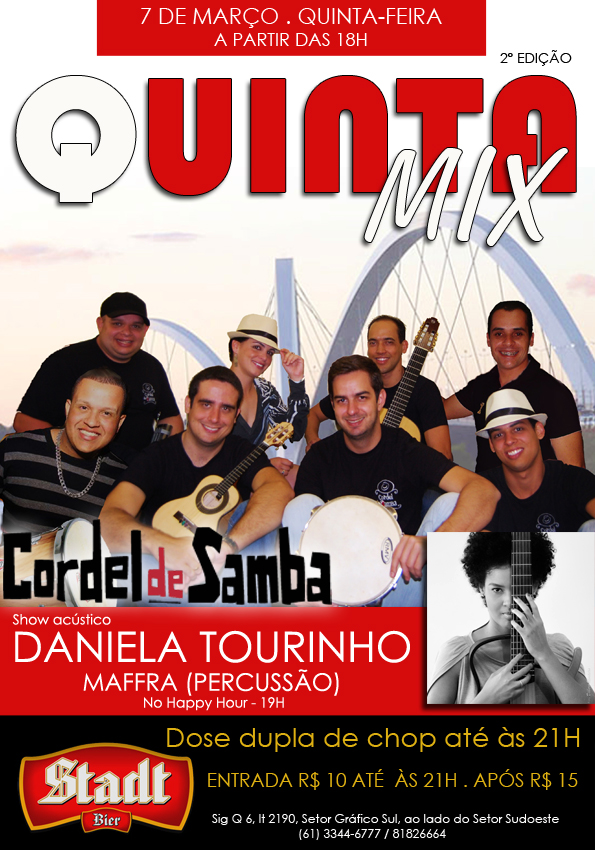 7 DE MARÇO . QUINTA-FEIRA
A PARTIR DAS 18H
2º EDIÇÃO
QUINTA
MIX
Cordel de Samba
Show acústico
DANIELA TOURINHO
MAFFRA (PERCUSSÃO)
No Happy Hour - 19H
Dose dupla de chop até às 21H
Stadt
Bier
ENTRADA R$ 10 ATÉ ÀS 21H . APÓS R$ 15
Sig Q 6, lt 2190, Setor Gráfico Sul, ao lado do Setor Sudoeste
(61) 3344-6777 / 81826664